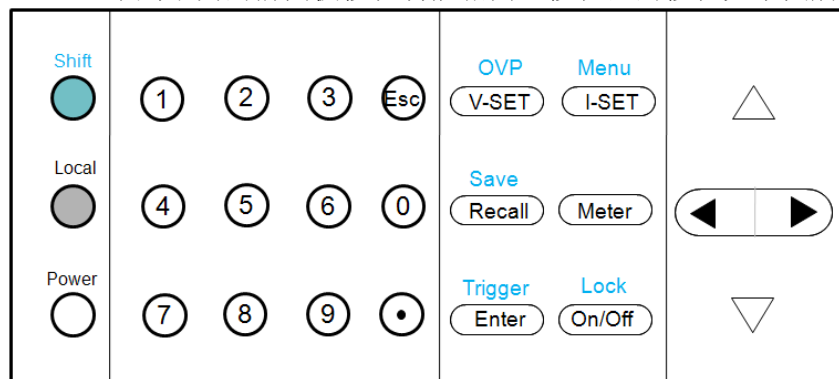 Shift
OVP Menu
1 2 3 Esc V-SET I-SET
Local
Save
4 5 6 0 Recall Meter
Power
Trigger Lock
7 8 9 • Enter On/Off